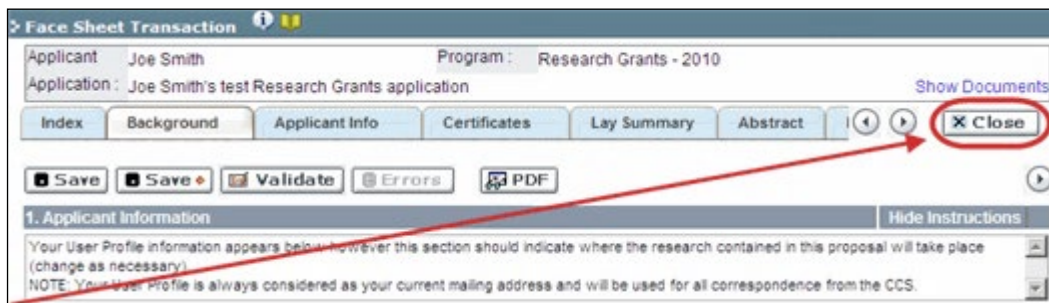 Face Sheet Transaction
Applicant Joe Smith Program : Research Grants - 2010
Application : Joe Smith's test Research Grants application Show Documents
Index Background Applicant Info Certificates Lay Summary Abstract Close
Save Save Validate Errors PDF
1. Applicant Information Hide Instructions
Your User Profile information appears below however this section should indicate where the research contained in this proposal will take place
(change as necessary)
NOTE: Your User Profile is always considered as your current mailing address and will be used for all correspondence from the CCS.